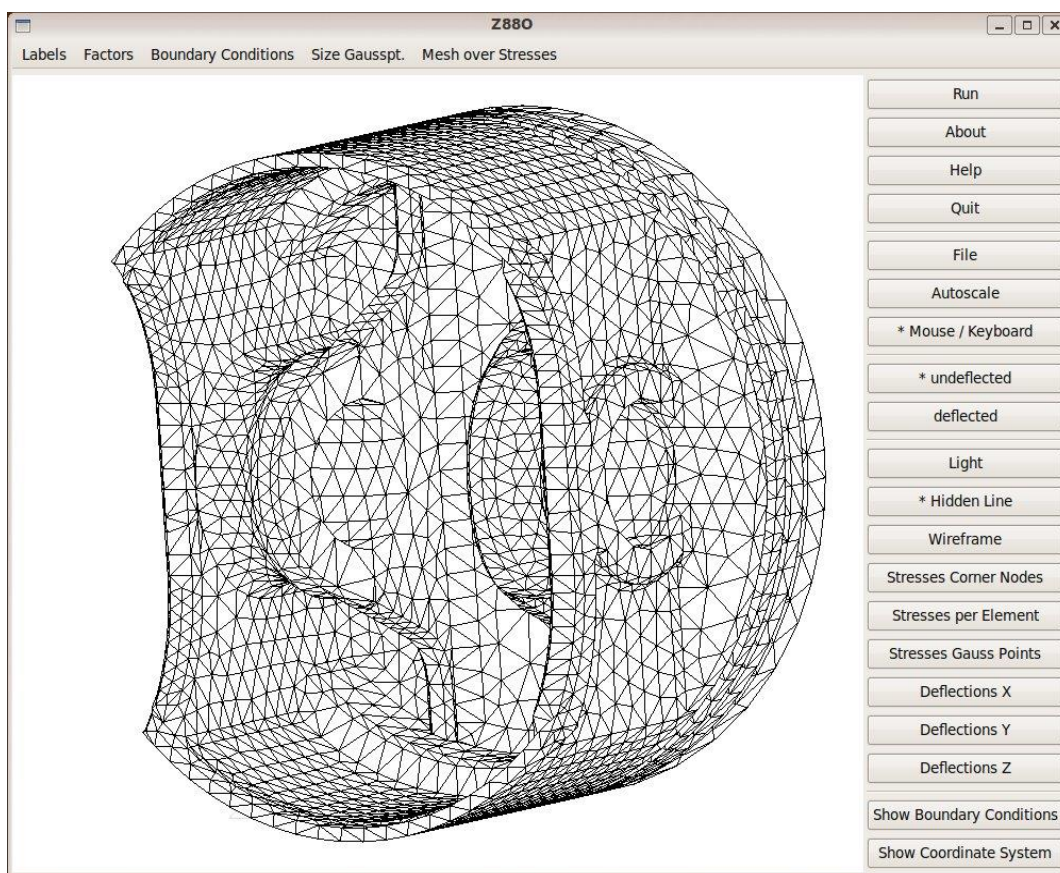 Z88O
Labels Factors Boundary Conditions Size Gausspt. Mesh over Stresses
Run
About
Help
Quit
File
Autoscale
* Mouse / Keyboard
* undeflected
deflected
Light
* Hidden Line
Wireframe
Stresses Corner Nodes
Stresses per Element
Stresses Gauss Points
Deflections X
Deflections Y
Deflections Z
Show Boundary Conditions
Show Coordinate System